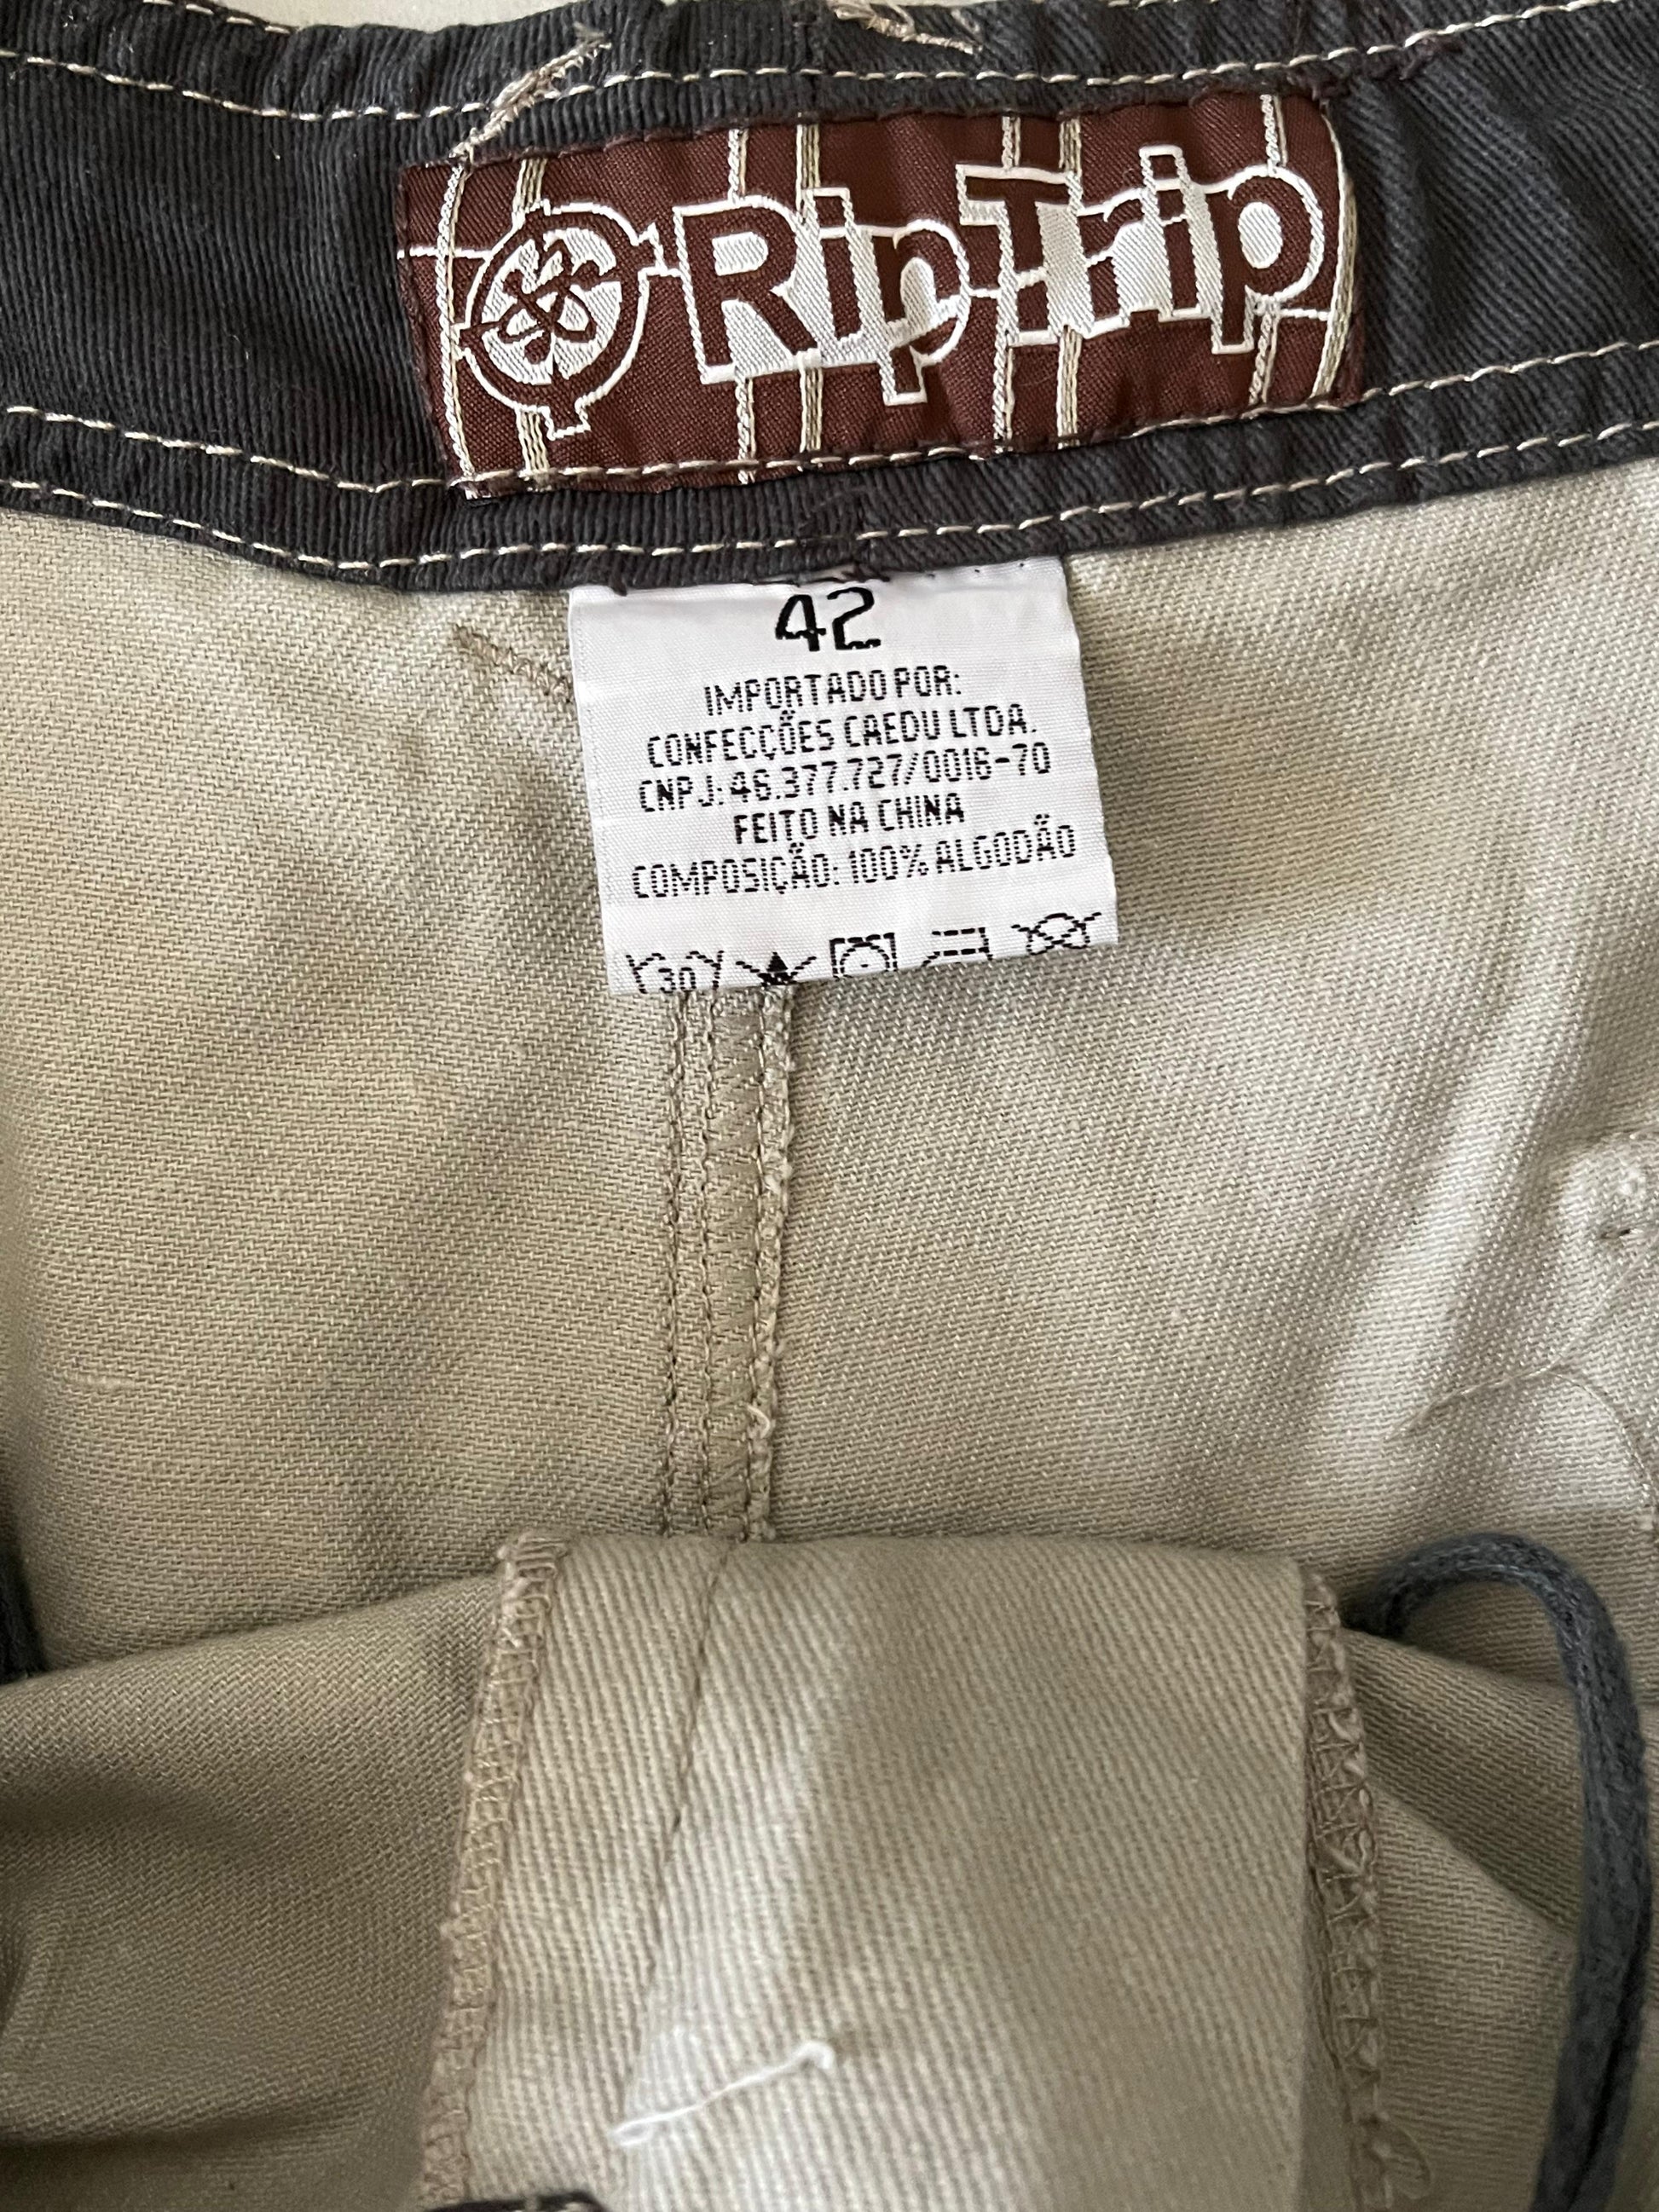 RipTrip
42
IMPORTADO POR:
CONFECÇÕES CAEDU LTDA.
CNPJ: 46.377.727/0016-70
FEITO NA CHINA
COMPOSIÇÃO: 100% ALGODÃO
30